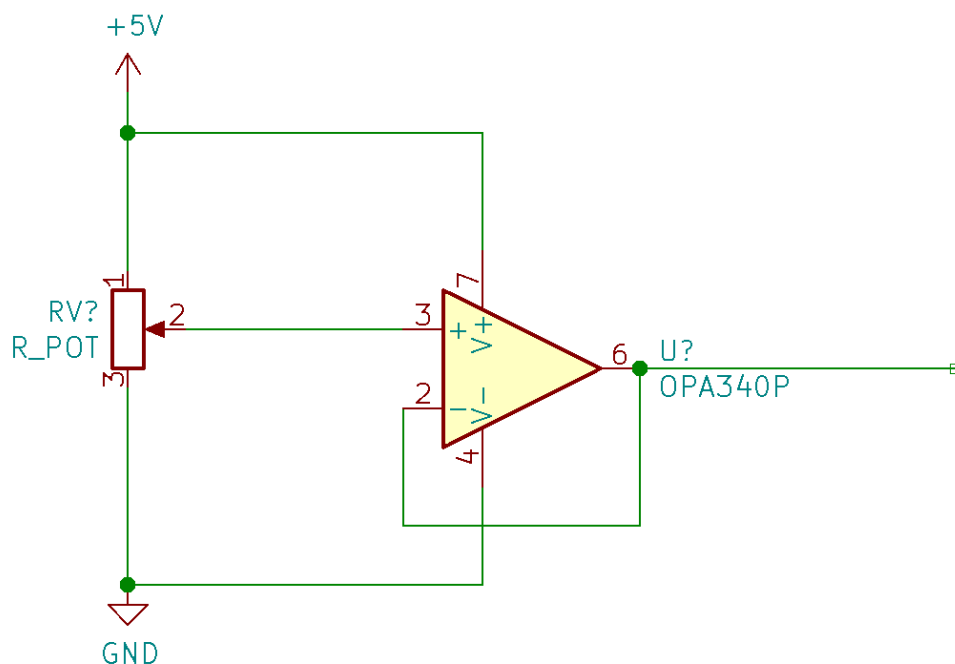 +5V
1
RV?
R_POT
2
3
7
3
+
V+
2
-
V-
4
6
U?
OPA340P
GND